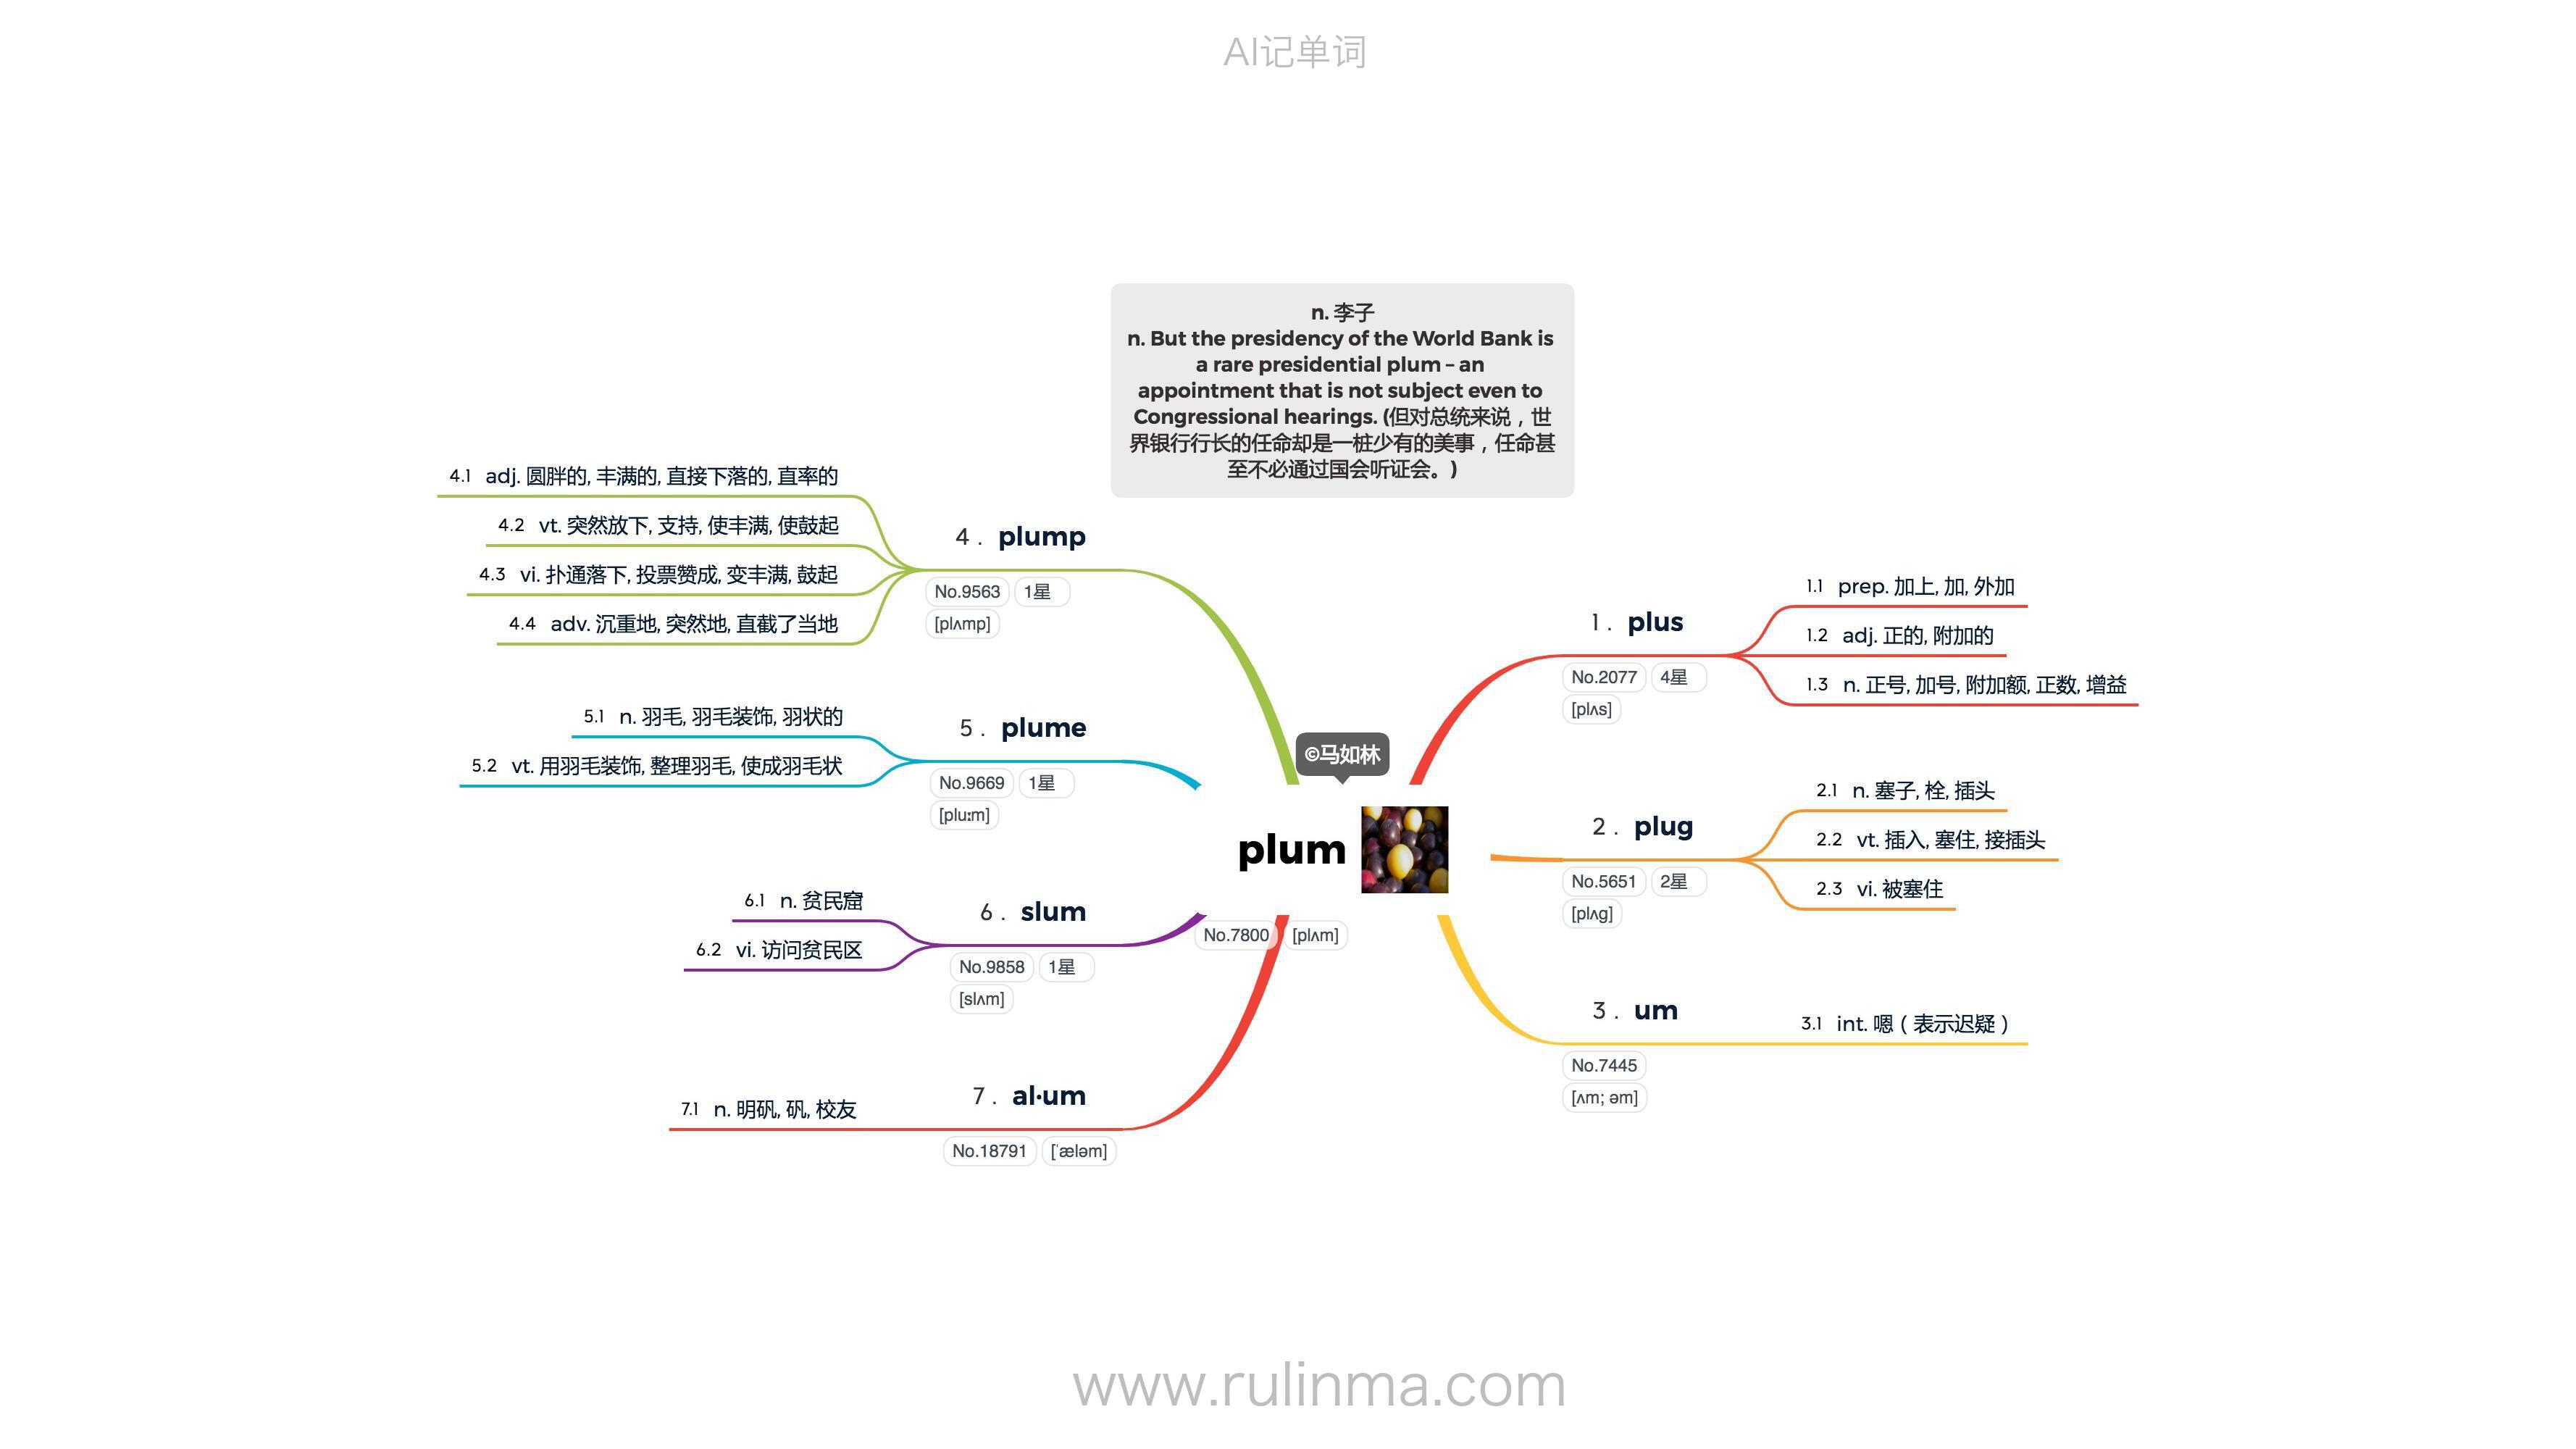 AI记单词
n. 李子
n. But the presidency of the World Bank is
a rare presidential plum – an
appointment that is not subject even to
Congressional hearings. (但对总统来说，世
界银行行长的任命却是一桩少有的美事，任命甚
至不必通过国会听证会。)
©马如林
plum
No.7800 [plʌm]
1. plus
No.2077 4星
[plʌs]
1.1 prep. 加上, 加, 外加
1.2 adj. 正的, 附加的
1.3 n. 正号, 加号, 附加额, 正数, 增益
2. plug
No.5651 2星
[plʌg]
2.1 n. 塞子, 栓, 插头
2.2 vt. 插入, 塞住, 接插头
2.3 vi. 被塞住
3. um
No.7445
[ʌm; əm]
3.1 int. 嗯（表示迟疑）
4. plump
No.9563 1星
[plʌmp]
4.1 adj. 圆胖的, 丰满的, 直接下落的, 直率的
4.2 vt. 突然放下, 支持, 使丰满, 使鼓起
4.3 vi. 扑通落下, 投票赞成, 变丰满, 鼓起
4.4 adv. 沉重地, 突然地, 直截了当地
5. plume
No.9669 1星
[plu:m]
5.1 n. 羽毛, 羽毛装饰, 羽状的
5.2 vt. 用羽毛装饰, 整理羽毛, 使成羽毛状
6. slum
No.9858 1星
[slʌm]
6.1 n. 贫民窟
6.2 vi. 访问贫民区
7. al·um
No.18791 [ˈæləm]
7.1 n. 明矾, 矾, 校友
www.rulinma.com